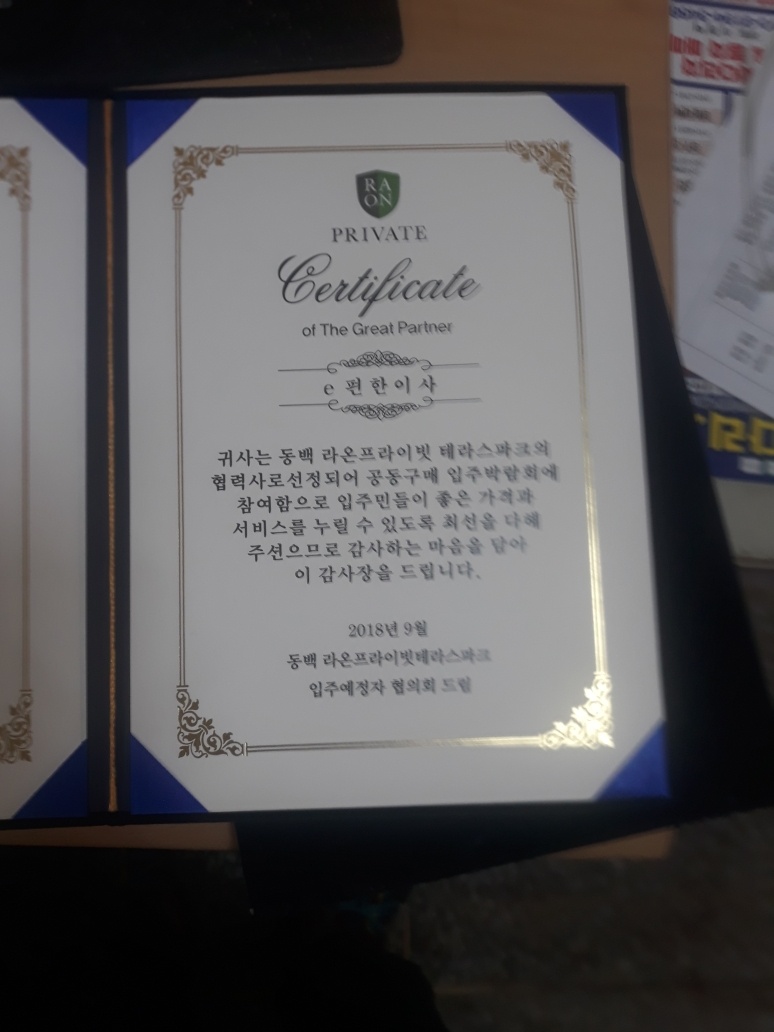 RA
ON
PRIVATE
Certificate
of The Great Partner
e 편한이사
귀사는 동백 라온프라이빗 테라스파크의
협력사로선정되어 공동구매 입주박람회에
참여함으로 입주민들이 좋은 가격과
서비스를 누릴 수 있도록 최선을 다해
주션으므로 감사하는 마음을 담아
이 감사장을 드립니다.
2018년 9월
동백 라온프라이빗테라스파크
입주예정자 협의회 드림